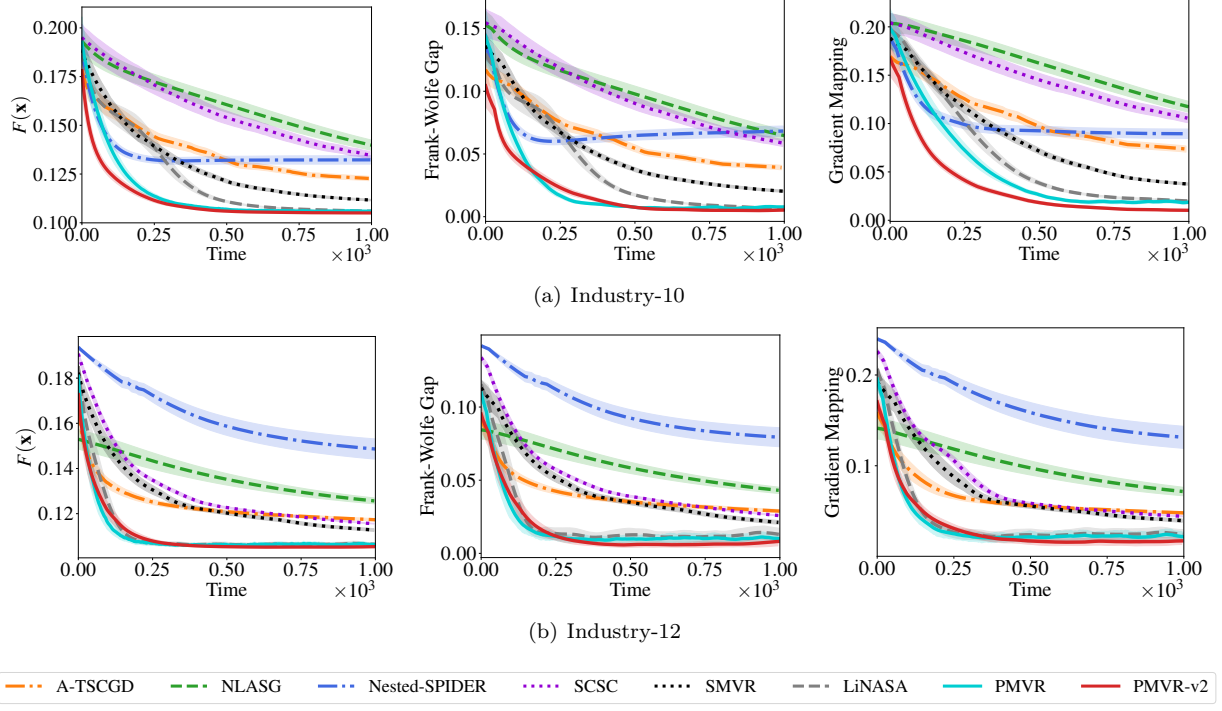 F(x)
0.200
0.175
0.150
0.125
0.100
0.00 0.25 0.50 0.75 1.00
Time ×10³
Frank-Wolfe Gap
0.15
0.10
0.05
0.00
0.00 0.25 0.50 0.75 1.00
Time ×10³
Gradient Mapping
0.20
0.15
0.10
0.05
0.00
0.00 0.25 0.50 0.75 1.00
Time ×10³
(a) Industry-10
F(x)
0.18
0.16
0.14
0.12
0.00 0.25 0.50 0.75 1.00
Time ×10³
Frank-Wolfe Gap
0.10
0.05
0.00
0.00 0.25 0.50 0.75 1.00
Time ×10³
Gradient Mapping
0.2
0.1
0.00 0.25 0.50 0.75 1.00
Time ×10³
(b) Industry-12
A-TSCGD NLASG Nested-SPIDER SCSC SMVR LiNASA PMVR PMVR-v2